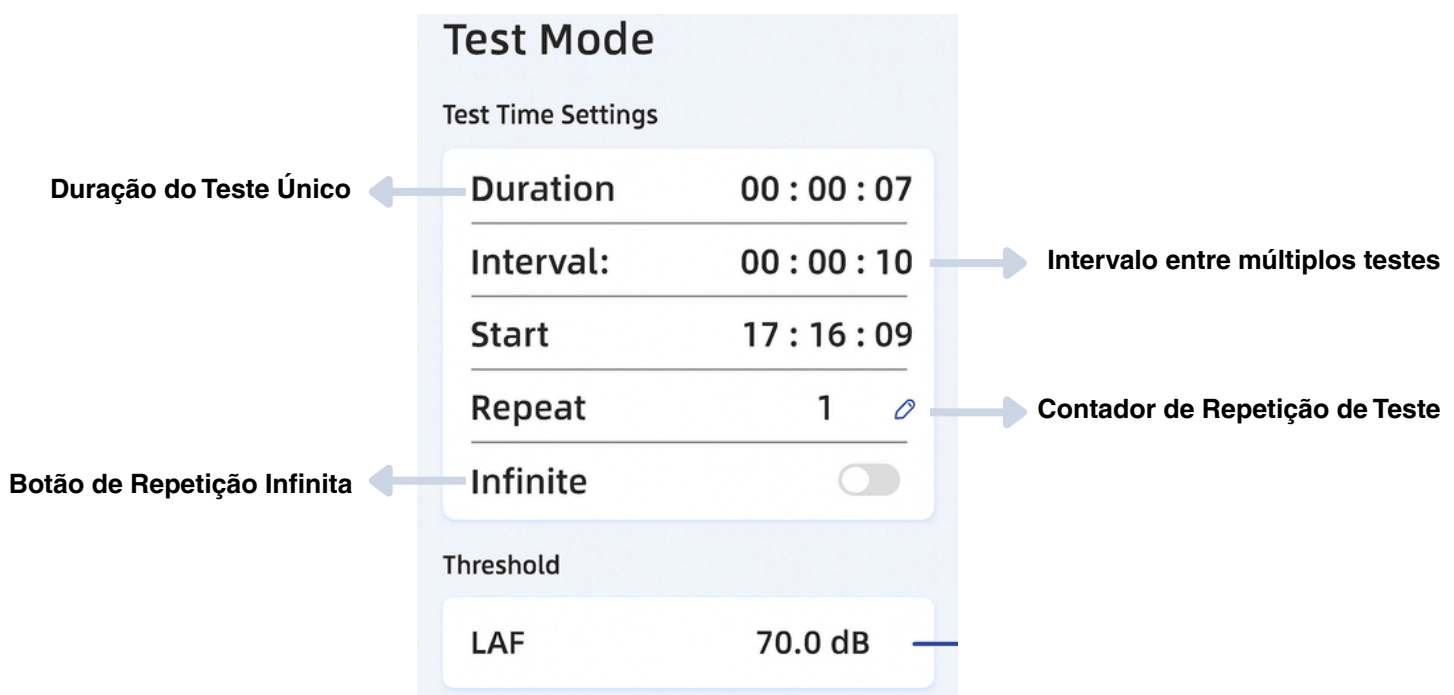 Test Mode
Test Time Settings
Duração do Teste Único
Duration 00 : 00 : 07
Interval: 00 : 00 : 10
Intervalo entre múltiplos testes
Start 17 : 16 : 09
Repeat 1
Contador de Repetição de Teste
Botão de Repetição Infinita
Infinite
Threshold
LAF 70.0 dB